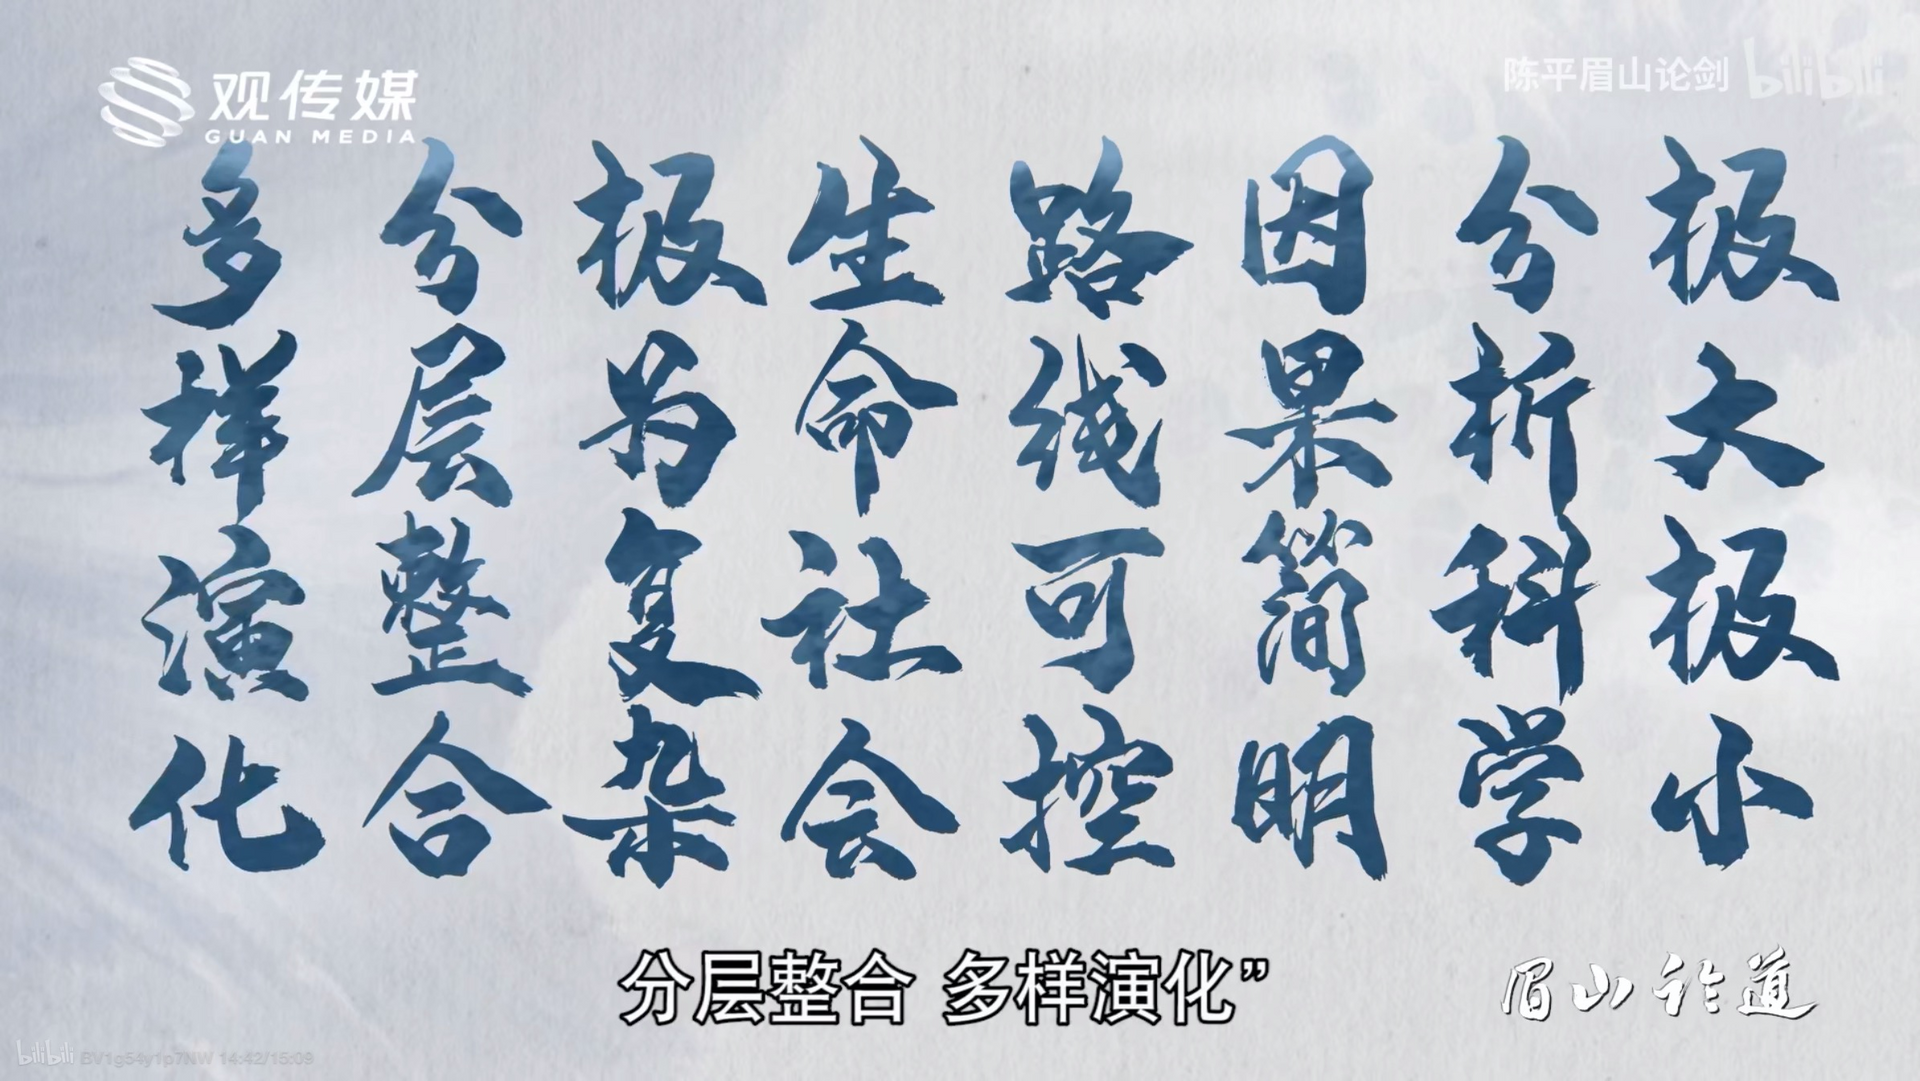 观传媒
GUAN MEDIA
陈平眉山论剑 bilibili
极大极小
分析科学
因果简明
路线可控
生命社会
极为复杂
分层整合
多样演化
分层整合 多样演化”
眉山论道
bilibili BV1g54y1p7NW 14:42/15:09